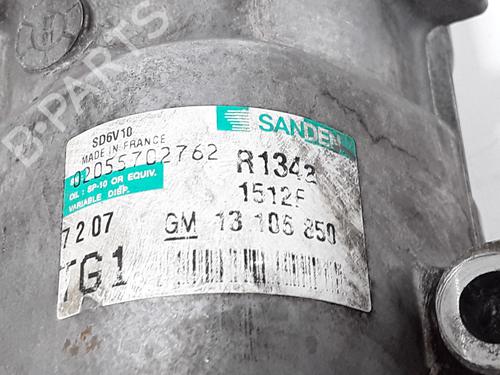 SD6V10
MADE IN FRANCE
SANDEN
02055702762
R134a
OIL: SP-10 OR EQUIV.
VARIABLE DISP.
1512F
7 2 07
GM 13 106 850
TG1
B-PARTS